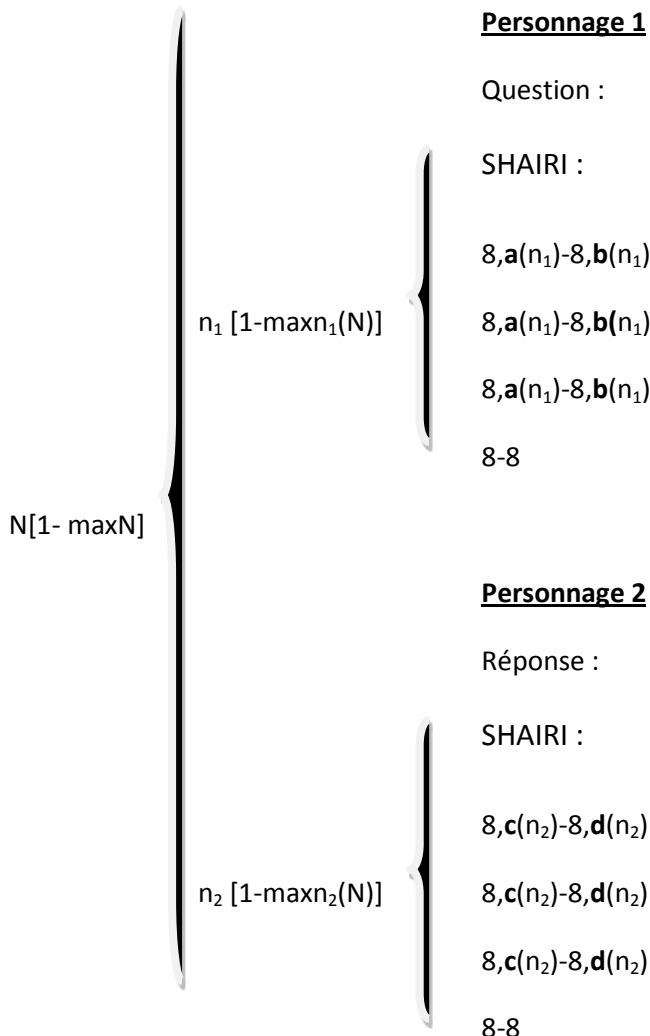 Personnage 1
Question :
SHAIRI :
8,a(n₁)-8,b(n₁)
8,a(n₁)-8,b(n₁)
n₁ [1-maxn₁(N)]
8,a(n₁)-8,b(n₁)
8-8
N[1- maxN]
Personnage 2
Réponse :
SHAIRI :
8,c(n₂)-8,d(n₂)
8,c(n₂)-8,d(n₂)
n₂ [1-maxn₂(N)]
8,c(n₂)-8,d(n₂)
8-8